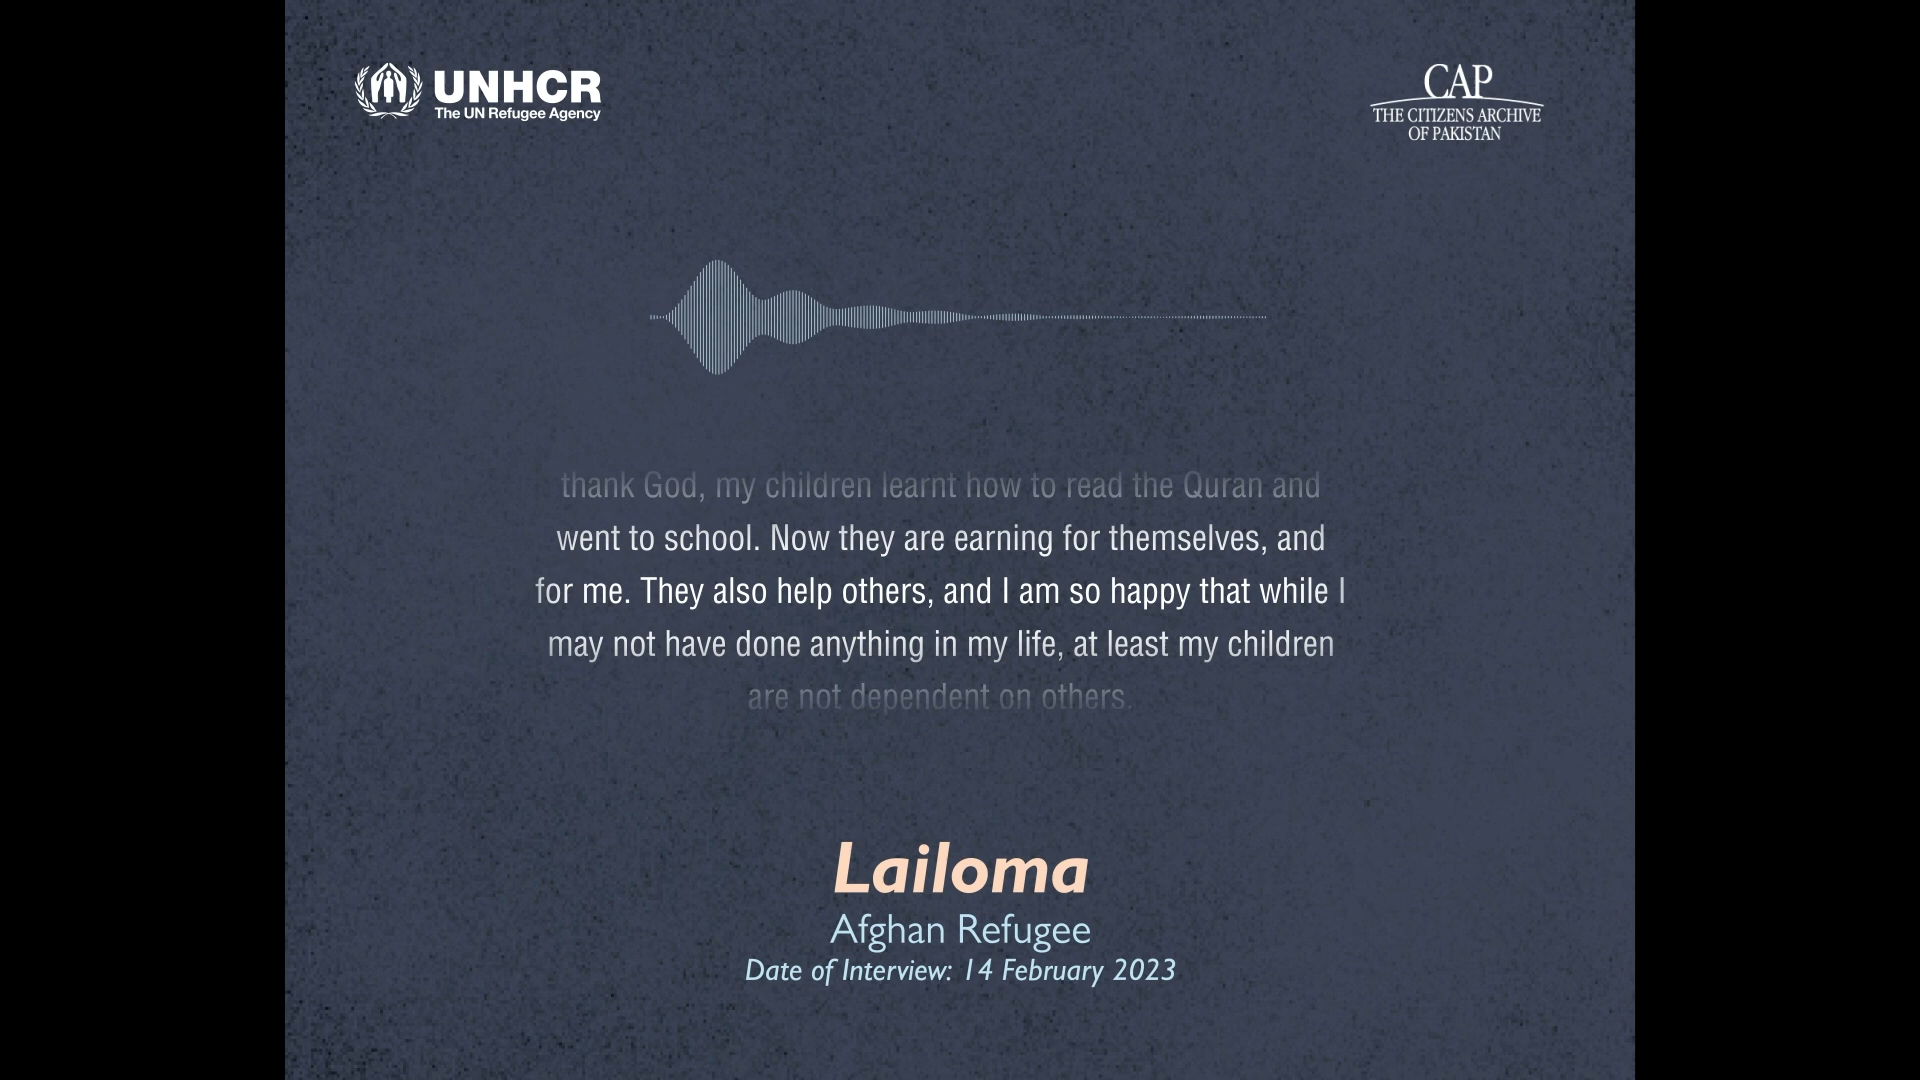 UNHCR
The UN Refugee Agency
CAP
THE CITIZENS ARCHIVE
OF PAKISTAN
thank God, my children learnt how to read the Quran and
went to school. Now they are earning for themselves, and
for me. They also help others, and I am so happy that while I
may not have done anything in my life, at least my children
are not dependent on others.
Lailoma
Afghan Refugee
Date of Interview: 14 February 2023